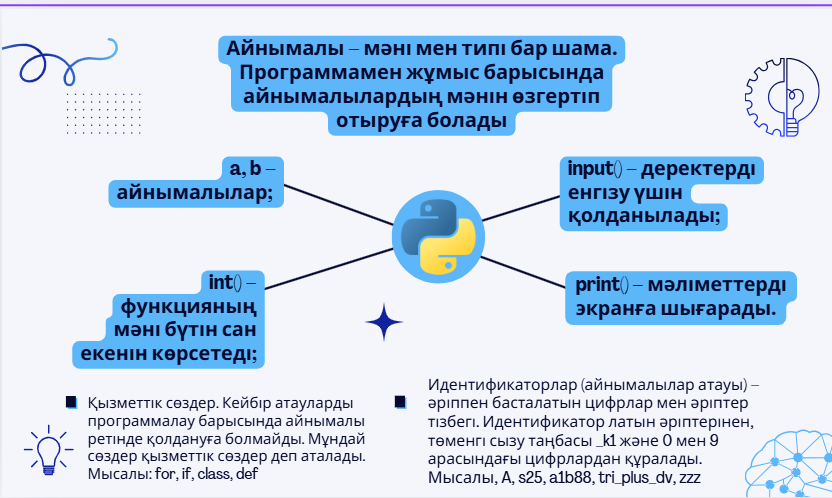 Айнымалы – мәні мен типі бар шама.
Программамен жұмыс барысында
айнымалылардың мәнін өзгертіп
отыруға болады
a, b –
айнымалылар;
input() – деректерді
енгізу үшін
қолданылады;
int() –
функцияның
мәні бүтін сан
екенін көрсетеді;
print() – мәліметтерді
экранға шығарады.
Қызметтік сөздер. Кейбір атауларды
программалау барысында айнымалы
ретінде қолдануға болмайды. Мұндай
сөздер қызметтік сөздер деп аталады.
Мысалы: for, if, class, def
Идентификаторлар (айнымалылар атауы) –
әріппен басталатын цифрлар мен әріптер
тізбегі. Идентификатор латын әріптерінен,
төменгі сызу таңбасы _k1 және 0 мен 9
арасындағы цифрлардан құралады.
Мысалы, A, s25, a1b88, tri_plus_dv, zzz